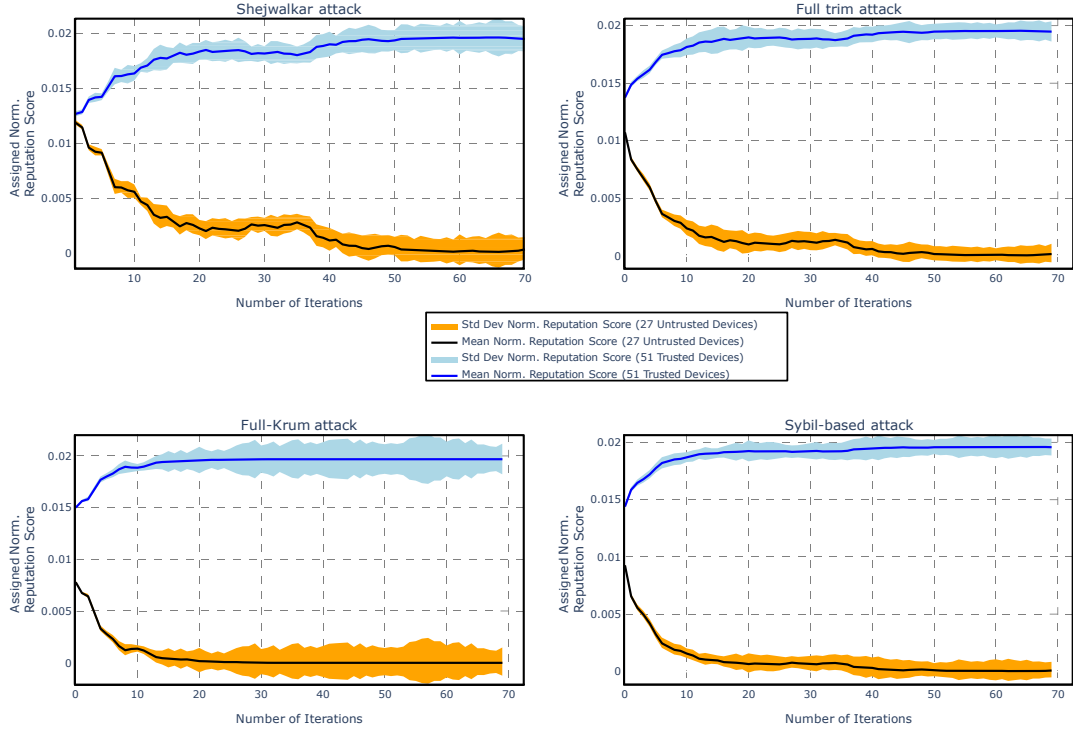 Shejwalkar attack
Assigned Norm.
Reputation Score
0.02
0.015
0.01
0.005
0
0 10 20 30 40 50 60 70
Number of Iterations
Full trim attack
Assigned Norm.
Reputation Score
0.02
0.015
0.01
0.005
0
0 10 20 30 40 50 60 70
Number of Iterations
Std Dev Norm. Reputation Score (27 Untrusted Devices)
Mean Norm. Reputation Score (27 Untrusted Devices)
Std Dev Norm. Reputation Score (51 Trusted Devices)
Mean Norm. Reputation Score (51 Trusted Devices)
Full-Krum attack
Assigned Norm.
Reputation Score
0.02
0.015
0.01
0.005
0
0 10 20 30 40 50 60 70
Number of Iterations
Sybil-based attack
Assigned Norm.
Reputation Score
0.02
0.015
0.01
0.005
0
0 10 20 30 40 50 60 70
Number of Iterations